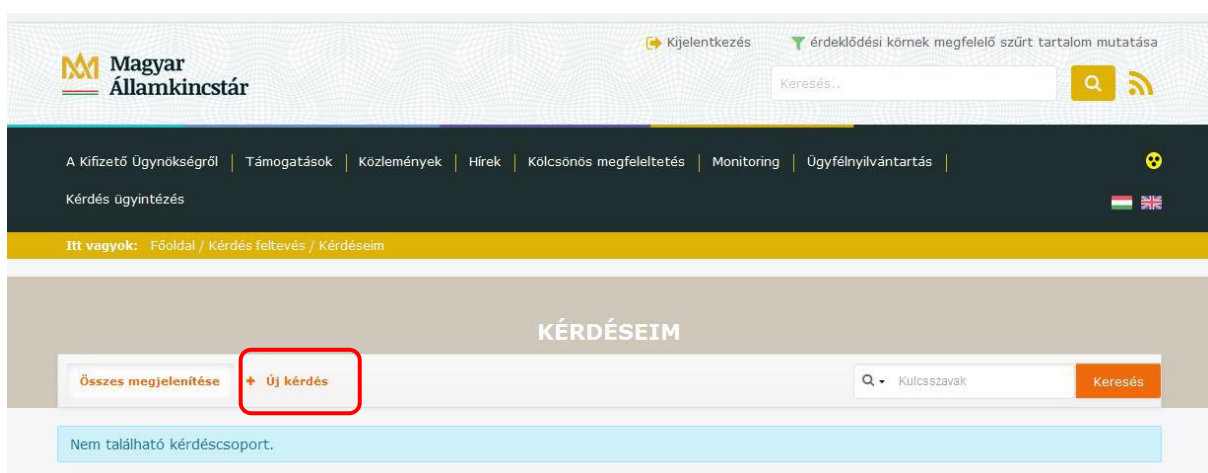 Kijelentkezés érdeklődési körnek megfelelő szűrt tartalom mutatása
Magyar
Államkincstár
Keresés..
A Kifizető Ügynökségről | Támogatások | Közlemények | Hírek | Kölcsönös megfeleltetés | Monitoring | Ügyfélnyilvántartás |
Kérdés ügyintézés
Itt vagyok: Főoldal / Kérdés feltevés / Kérdéseim
KÉRDÉSEIM
Összes megjelenítése + Új kérdés Kulcsszavak Keresés
Nem található kérdéscsoport.